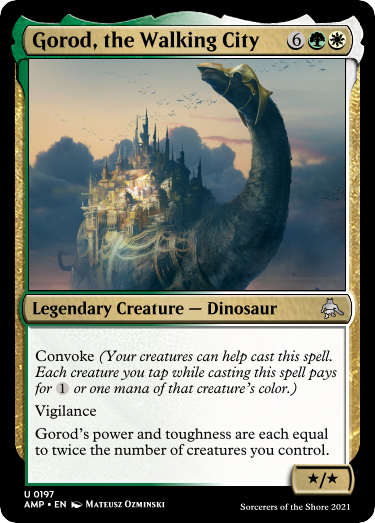 Gorod, the Walking City 6
Legendary Creature — Dinosaur
Convoke (Your creatures can help cast this spell.
Each creature you tap while casting this spell pays
for 1 or one mana of that creature's color.)
Vigilance
Gorod's power and toughness are each equal
to twice the number of creatures you control.
★/★
U 0197
AMP • EN Mateusz Ozminski
Sorcerers of the Shore 2021